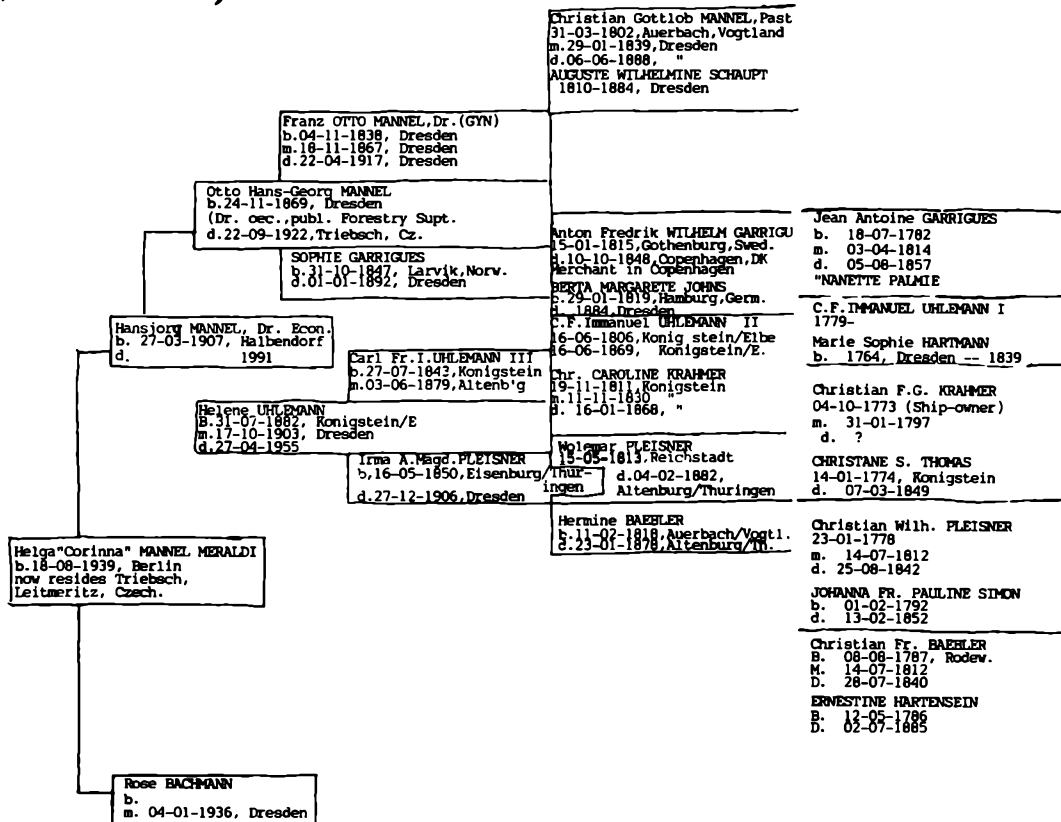 Christian Gottlob MANNEL,Past
31-03-1802,Auerbach,Vogtland
m.29-01-1839,Dresden
d.06-06-1888, "
AUGUSTE WILHELMINE SCHAUPT
1810-1884, Dresden
Franz OTTO MANNEL,Dr.(GYN)
b.04-11-1838, Dresden
m.18-11-1867, Dresden
d.22-04-1917, Dresden
Otto Hans-Georg MANNEL
b.24-11-1869, Dresden
(Dr. oec.,publ. Forestry Supt.
d.22-09-1922,Triebsch, Cz.
SOPHIE GARRIGUES
b.31-10-1847, Larvik,Norw.
d.01-01-1892, Dresden
Anton Fredrik WILHELM GARRIGU
15-01-1815,Gothenburg,Swed.
d.10-10-1848,Copenhagen,DK
Merchant in Copenhagen
BERTA MARGARETE JOHNS
29-01-1819,Hamburg,Germ.
d. 1884,Dresden
Jean Antoine GARRIGUES
b. 18-07-1782
m. 03-04-1814
d. 05-08-1857
"NANETTE PALMIE
Hansjorg MANNEL, Dr. Econ.
b. 27-03-1907, Halbendorf
d. 1991
Carl Fr.I.UHLEMANN III
b.27-07-1843,Konigstein
m.03-06-1879,Altenb'g
C.F.Immanuel UHLEMANN II
16-06-1806,Konig stein/Elbe
16-06-1869, Konigstein/E.
Chr. CAROLINE KRAHMER
19-11-1811,Konigstein
m.11-11-1830 "
d. 16-01-1868, "
C.F.IMMANUEL UHLEMANN I
1779-
Marie Sophie HARTMANN
b. 1764, Dresden -- 1839
Christian F.G. KRAHMER
04-10-1773 (Ship-owner)
m. 31-01-1797
d. ?
CHRISTANE S. THOMAS
14-01-1774, Konigstein
d. 07-03-1849
Helene UHLEMANN
B.31-07-1882, Konigstein/E
m.17-10-1903, Dresden
d.27-04-1955
Irma A.Magd.PLEISNER
b,16-05-1850,Eisenburg/Thur-
ingen
d.27-12-1906,Dresden
Wolemar PLEISNER
15-05-1813,Reichstadt
d.04-02-1882,
Altenburg/Thuringen
Hermine BAEBLER
b.11-02-1818,Auerbach/Vogtl.
d.23-01-1878,Altenburg/Th.
Christian Wilh. PLEISNER
23-01-1778
m. 14-07-1812
d. 25-08-1842
JOHANNA FR. PAULINE SIMON
b. 01-02-1792
d. 13-02-1852
Christian Fr. BAEBLER
B. 08-08-1787, Rodew.
M. 14-07-1812
D. 28-07-1840
ERNESTINE HARTENSEIN
B. 12-05-1786
D. 02-07-1885
Helga"Corinna" MANNEL MERALDI
b.18-08-1939, Berlin
now resides Triebsch,
Leitmeritz, Czech.
Rose BACHMANN
b.
m. 04-01-1936, Dresden